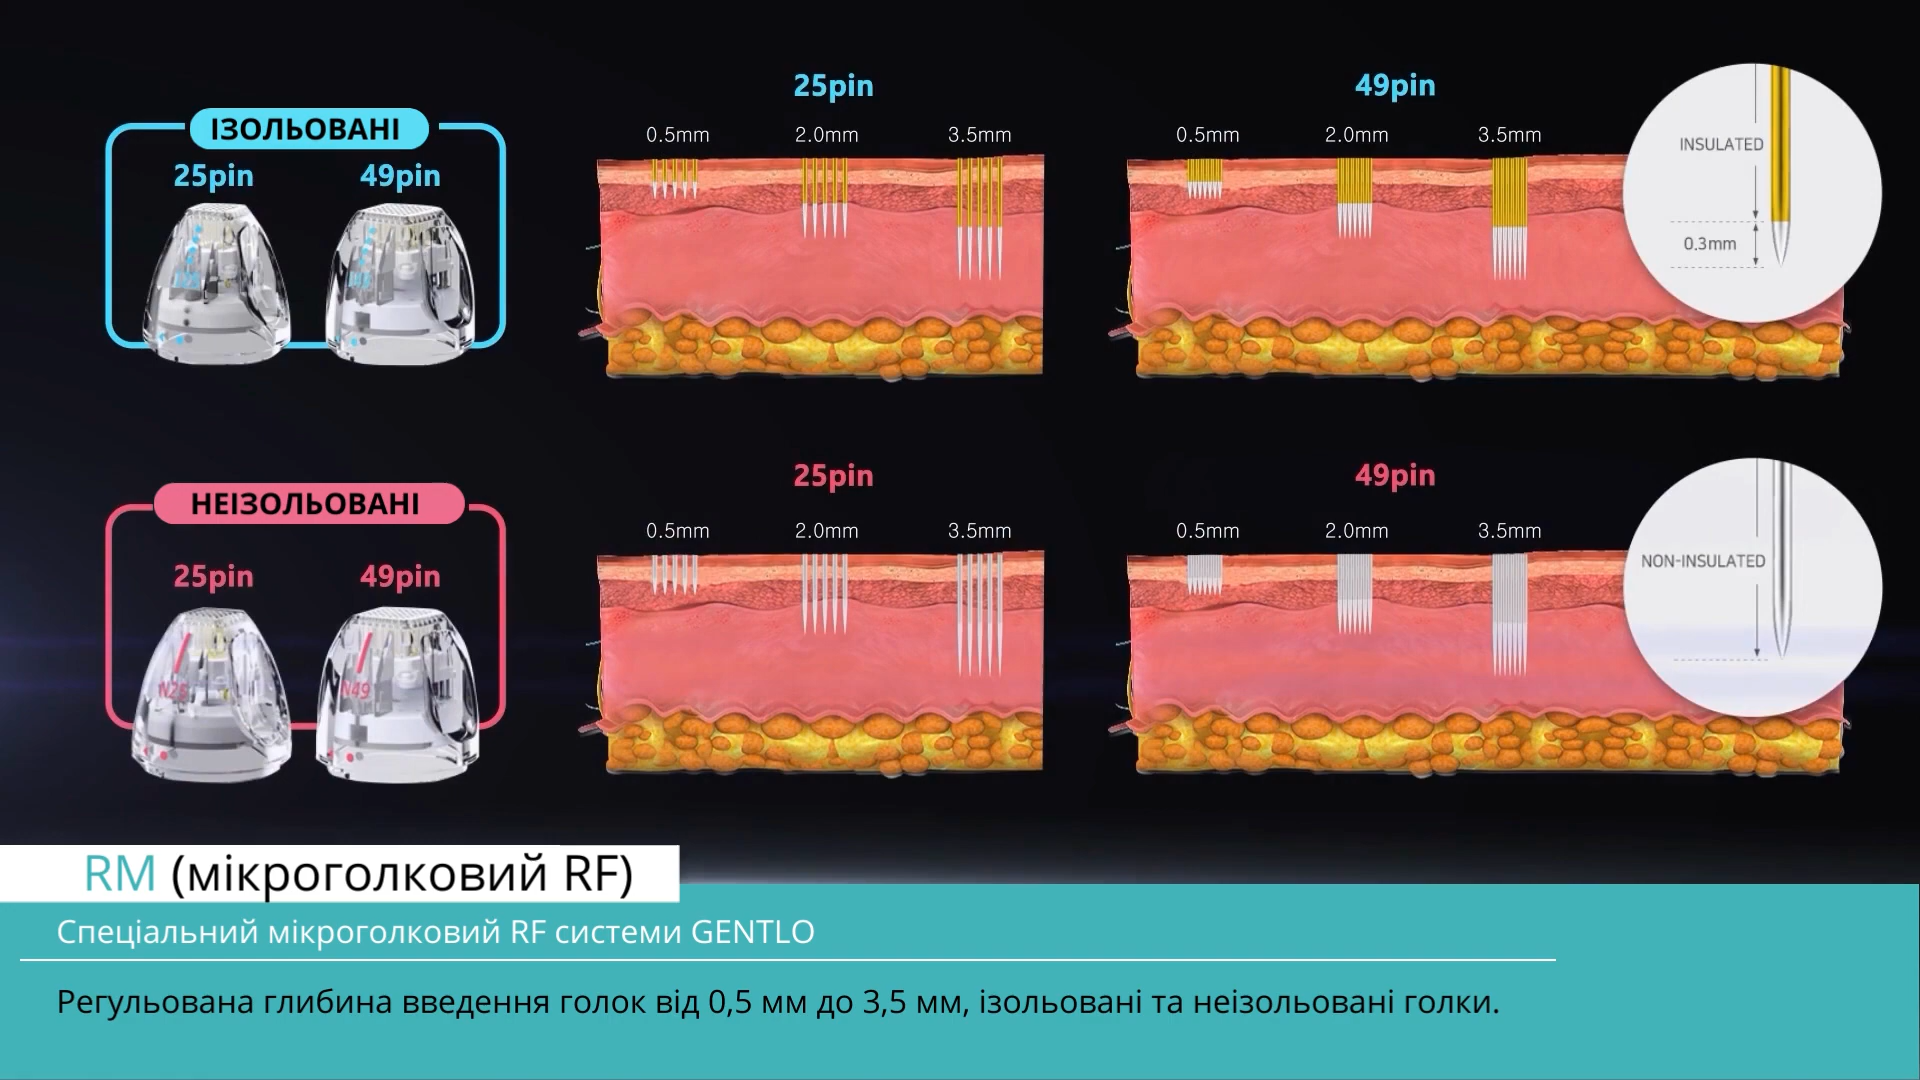 ІЗОЛЬОВАНІ
25pin 49pin
25pin
0.5mm 2.0mm 3.5mm
49pin
0.5mm 2.0mm 3.5mm
INSULATED
0.3mm
НЕІЗОЛЬОВАНІ
25pin 49pin
N25 N49
25pin
0.5mm 2.0mm 3.5mm
49pin
0.5mm 2.0mm 3.5mm
NON-INSULATED
RM (мікроголковий RF)
Спеціальний мікроголковий RF системи GENTLO
Регульована глибина введення голок від 0,5 мм до 3,5 мм, ізольовані та неізольовані голки.